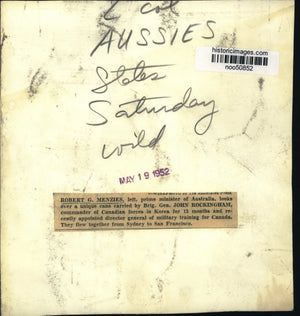 2 col
AUSSIES
historicimages.com
noo50852
States
Saturday
wild
MAY 19 1952
ROBERT G. MENZIES, left, prime minister of Australia, looks
over a unique cane carried by Brig. Gen. JOHN ROCKINGHAM,
commander of Canadian forces in Korea for 12 months and re-
cently appointed director general of military training for Canada.
They flew together from Sydney to San Francisco.